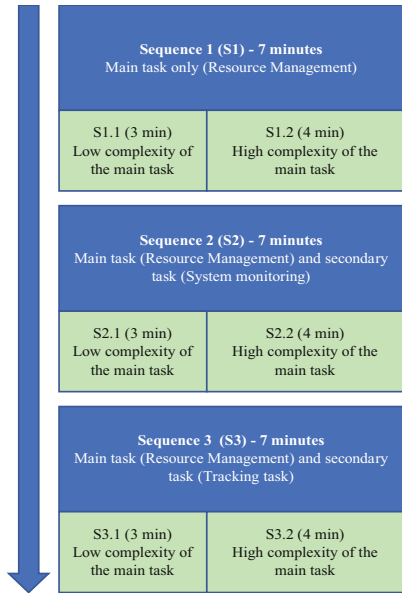 Sequence 1 (S1) - 7 minutes
Main task only (Resource Management)
S1.1 (3 min)
Low complexity of
the main task
S1.2 (4 min)
High complexity of the
main task
Sequence 2 (S2) - 7 minutes
Main task (Resource Management) and secondary
task (System monitoring)
S2.1 (3 min)
Low complexity of
the main task
S2.2 (4 min)
High complexity of the
main task
Sequence 3 (S3) - 7 minutes
Main task (Resource Management) and secondary
task (Tracking task)
S3.1 (3 min)
Low complexity of
the main task
S3.2 (4 min)
High complexity of the
main task